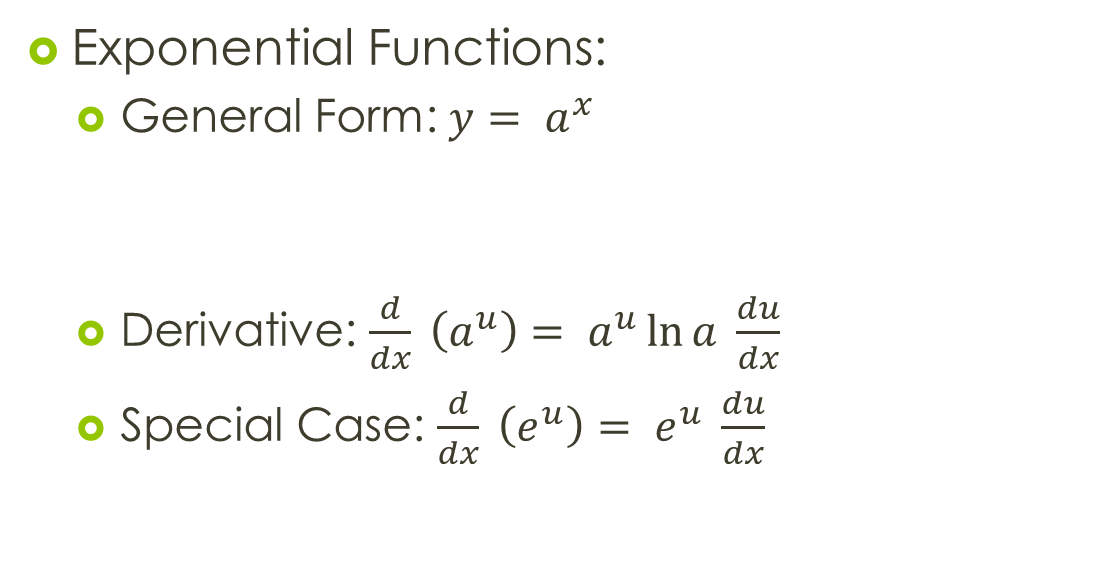 Exponential Functions:
General Form: y = a^x
Derivative: d/dx (a^u) = a^u ln a du/dx
Special Case: d/dx (e^u) = e^u du/dx